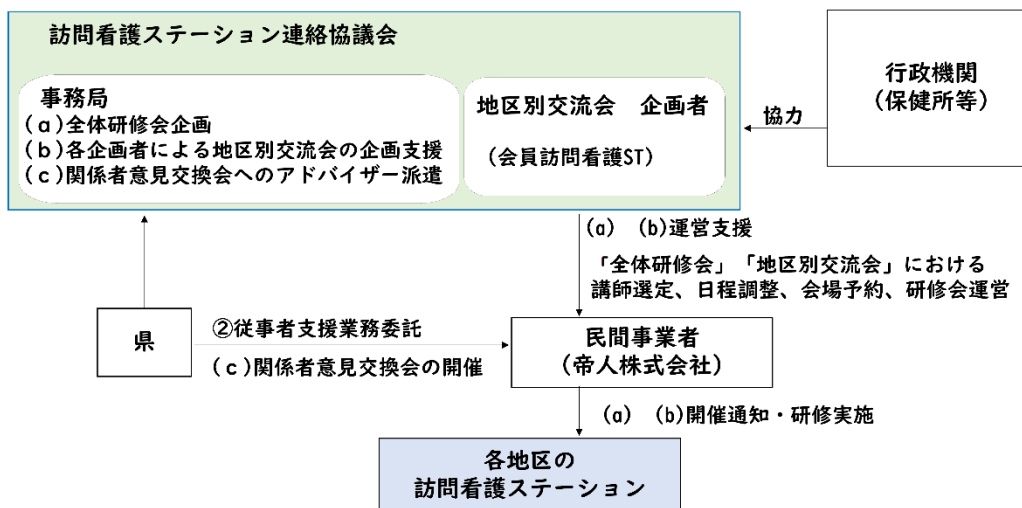 訪問看護ステーション連絡協議会
事務局
(a)全体研修会企画
(b)各企画者による地区別交流会の企画支援
(c)関係者意見交換会へのアドバイザー派遣
地区別交流会 企画者
(会員訪問看護ST)
協力
行政機関
(保健所等)
(a) (b)運営支援
「全体研修会」「地区別交流会」における
講師選定、日程調整、会場予約、研修会運営
県
②従事者支援業務委託
(c)関係者意見交換会の開催
民間事業者
(帝人株式会社)
(a) (b)開催通知・研修実施
各地区の
訪問看護ステーション